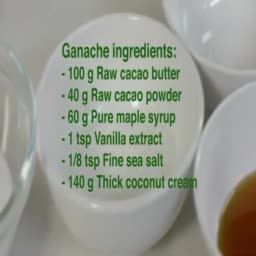 Ganache ingredients:
- 100 g Raw cacao butter
- 40 g Raw cacao powder
- 60 g Pure maple syrup
- 1 tsp Vanilla extract
- 1/8 tsp Fine sea salt
- 140 g Thick coconut cream